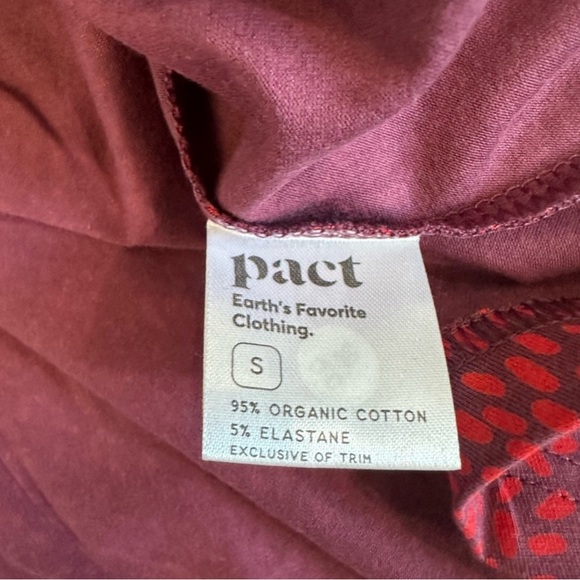 pact
Earth's Favorite
Clothing.
S
95% ORGANIC COTTON
5% ELASTANE
EXCLUSIVE OF TRIM